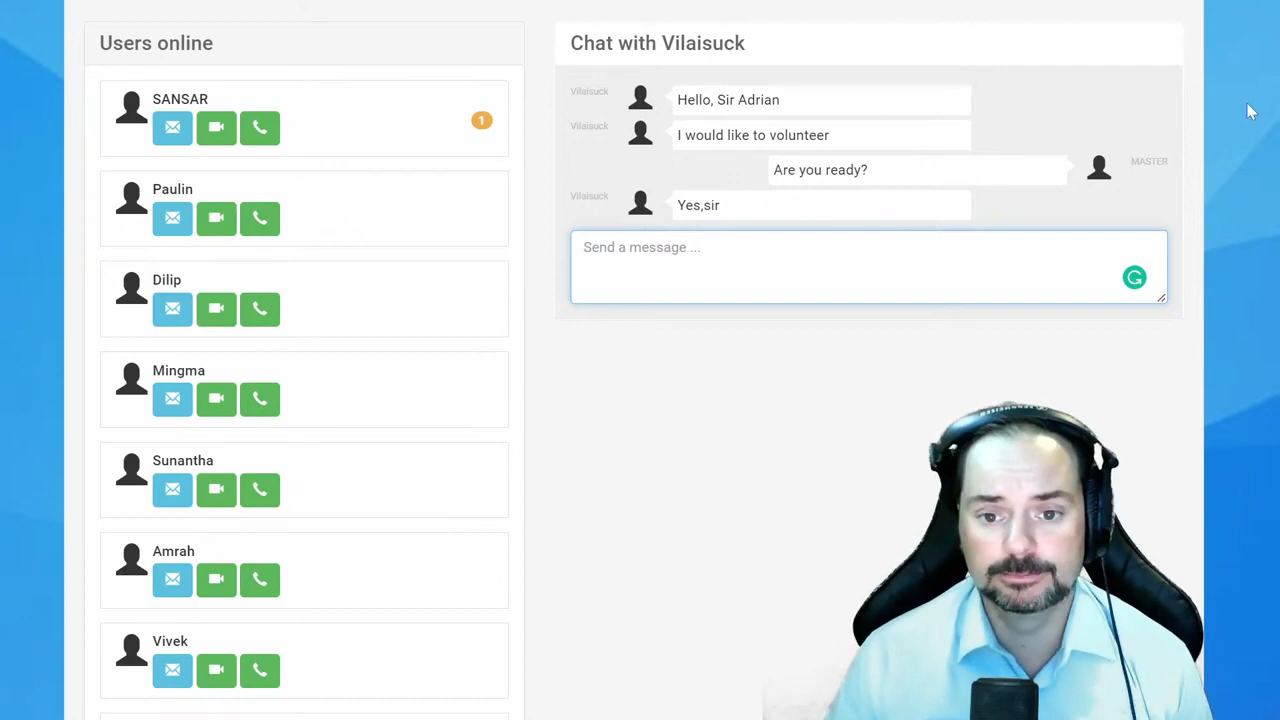 Users online
SANSAR
1
Paulin
Dilip
Mingma
Sunantha
Amrah
Vivek
Chat with Vilaisuck
Vilaisuck
Hello, Sir Adrian
Vilaisuck
I would like to volunteer
Are you ready?
MASTER
Vilaisuck
Yes,sir
Send a message ...